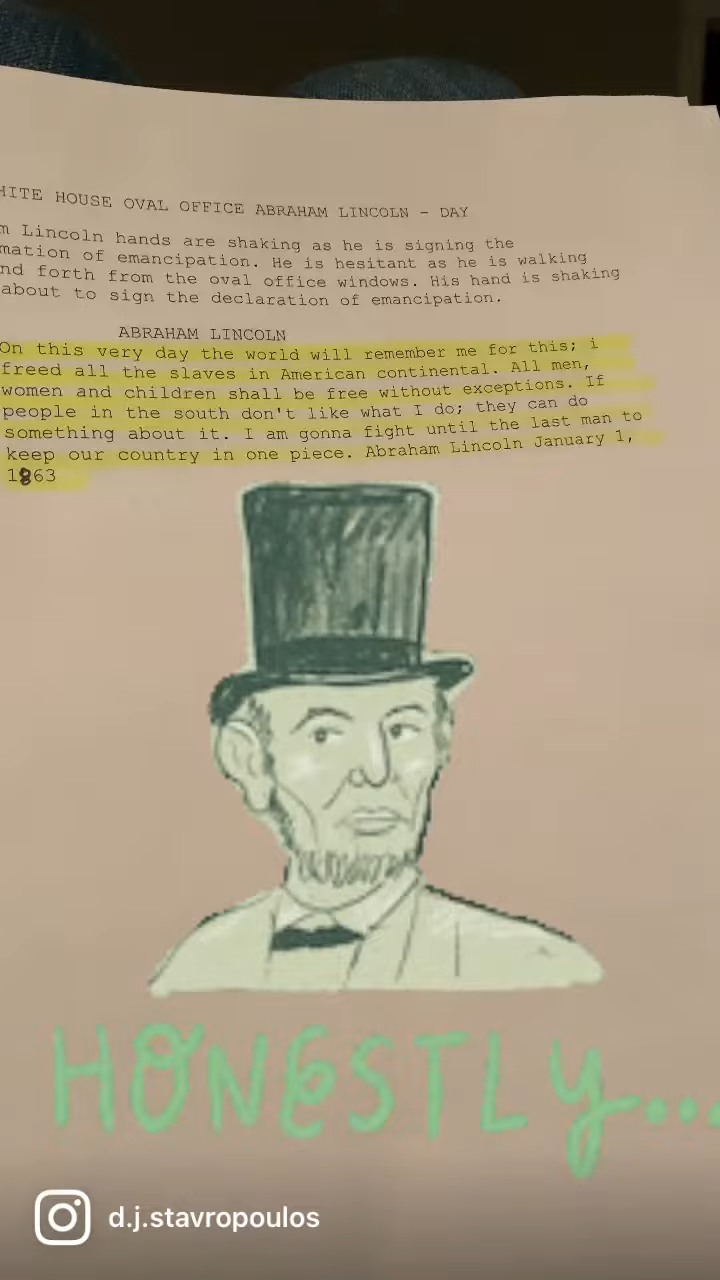 HITE HOUSE OVAL OFFICE ABRAHAM LINCOLN - DAY
m Lincoln hands are shaking as he is signing the
mation of emancipation. He is hesitant as he is walking
nd forth from the oval office windows. His hand is shaking
about to sign the declaration of emancipation.
ABRAHAM LINCOLN
On this very day the world will remember me for this; i
freed all the slaves in American continental. All men,
women and children shall be free without exceptions. If
people in the south don't like what I do; they can do
something about it. I am gonna fight until the last man to
keep our country in one piece. Abraham Lincoln January 1,
1863
HONESTLY...
d.j.stavropoulos